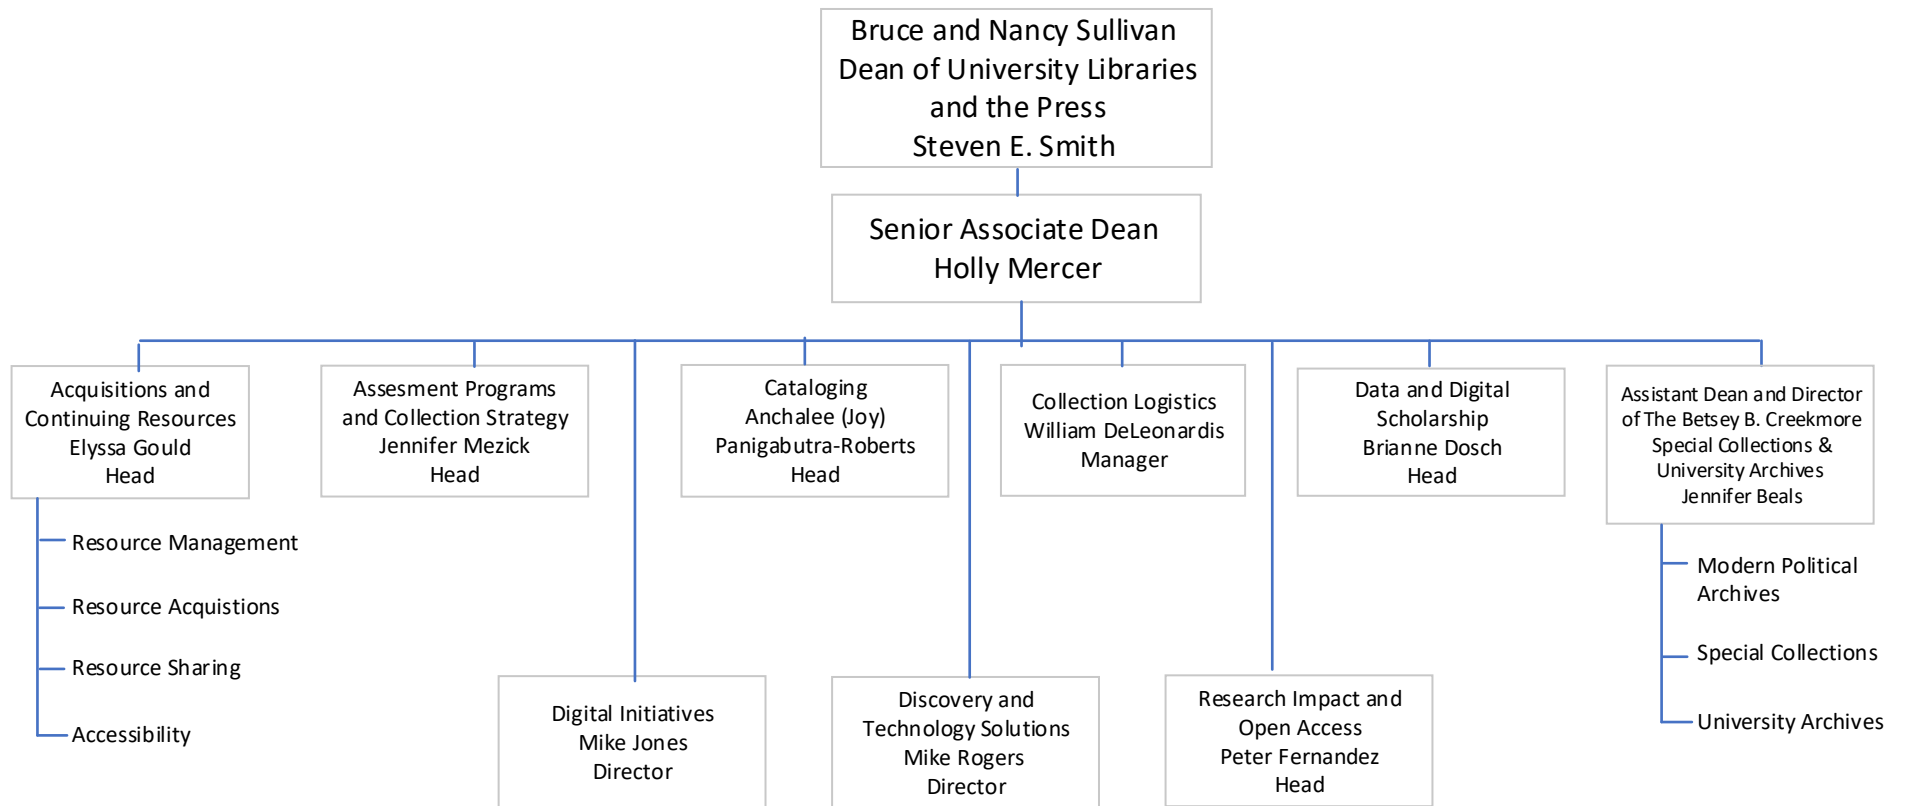 Bruce and Nancy Sullivan
Dean of University Libraries
and the Press
Steven E. Smith
Senior Associate Dean
Holly Mercer
Acquisitions and
Continuing Resources
Elyssa Gould
Head
Assesment Programs
and Collection Strategy
Jennifer Mezick
Head
Cataloging
Anchalee (Joy)
Panigabutra-Roberts
Head
Collection Logistics
William DeLeonardis
Manager
Data and Digital
Scholarship
Brianne Dosch
Head
Assistant Dean and Director
of The Betsey B. Creekmore
Special Collections &
University Archives
Jennifer Beals
Resource Management
Resource Acquistions
Resource Sharing
Accessibility
Modern Political
Archives
Special Collections
University Archives
Digital Initiatives
Mike Jones
Director
Discovery and
Technology Solutions
Mike Rogers
Director
Research Impact and
Open Access
Peter Fernandez
Head